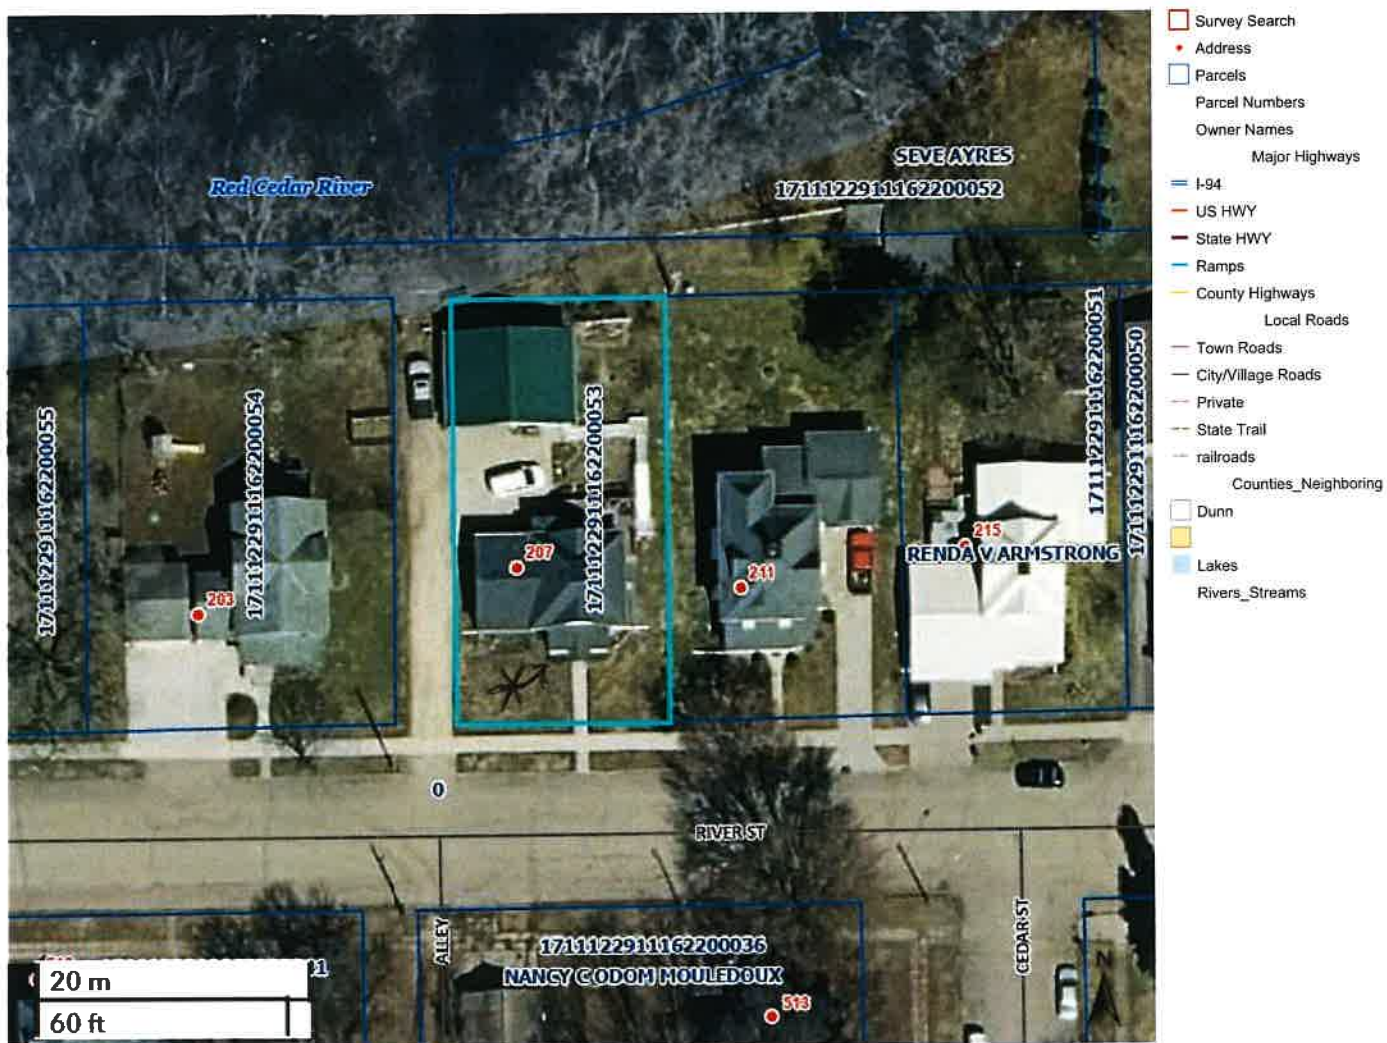 Survey Search
Address
Parcels
Parcel Numbers
Owner Names
Major Highways
I-94
US HWY
State HWY
Ramps
County Highways
Local Roads
Town Roads
City/Village Roads
Private
State Trail
railroads
Counties_Neighboring
Dunn
Lakes
Rivers_Streams
SEVE AYRES
1711122911162200052
Red Cedar River
1711122911162200055
1711122911162200054
1711122911162200053
1711122911162200051
1711122911162200050
203
207
211
215
RENDA V ARMSTRONG
0
RIVER ST
ALLEY
CEDAR ST
1711122911162200036
NANCY C ODOM MOULEDOUX
513
N
20 m
60 ft